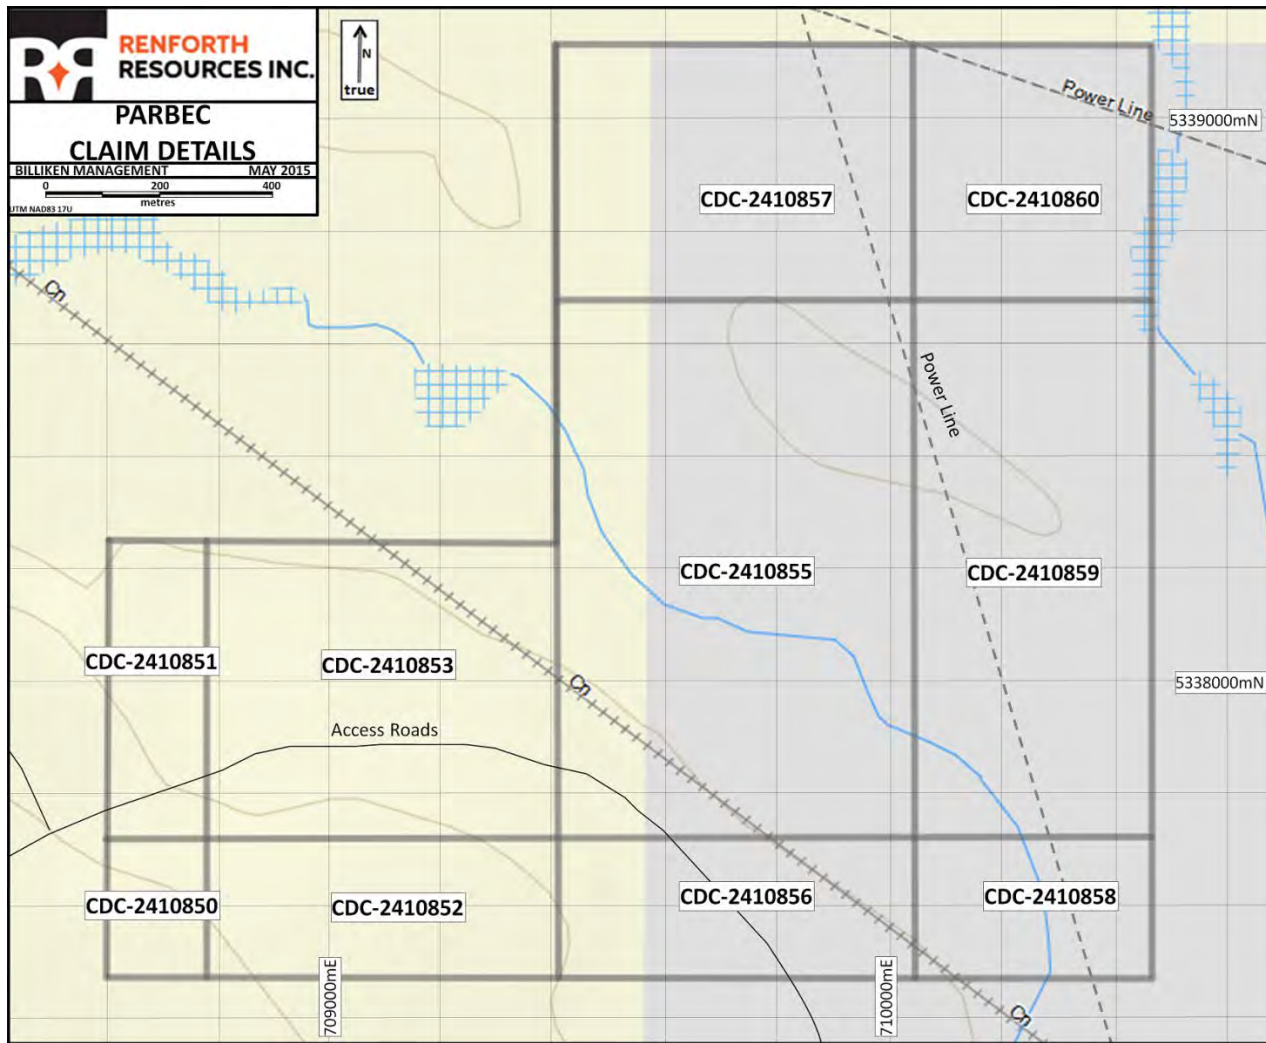 RENFORTH
RESOURCES INC.
PARBEC
CLAIM DETAILS
BILLIKEN MANAGEMENT MAY 2015
0 200 400
metres
UTM NAD83 17U
N
true
Power Line
5339000mN
CDC-2410857
CDC-2410860
Cn
Power Line
CDC-2410855
CDC-2410859
CDC-2410851
CDC-2410853
Cn
5338000mN
Access Roads
CDC-2410850
CDC-2410852
CDC-2410856
CDC-2410858
709000mE
710000mE
Cn